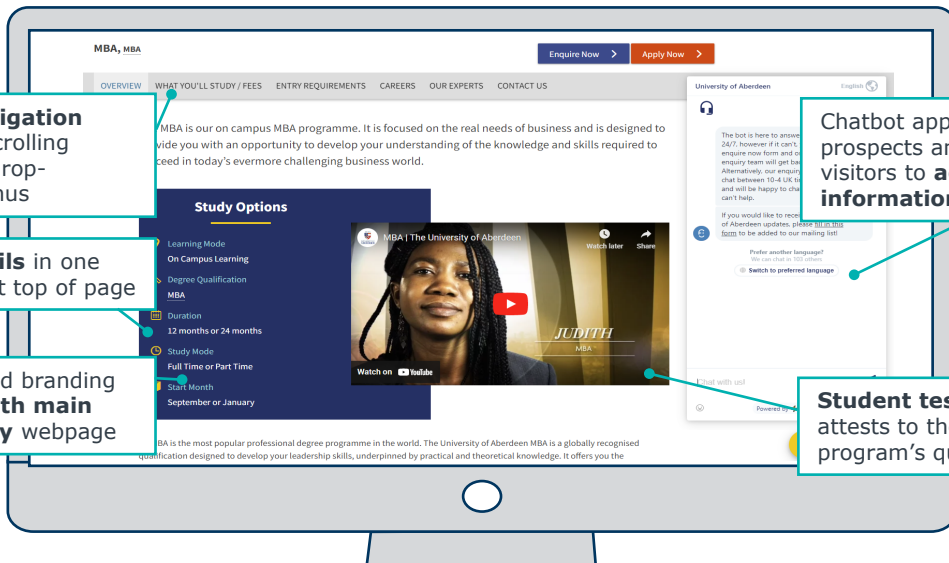 MBA, MBA
Enquire Now
Apply Now
OVERVIEW WHAT YOU'LL STUDY / FEES ENTRY REQUIREMENTS CAREERS OUR EXPERTS CONTACT US
MBA is our on campus MBA programme. It is focused on the real needs of business and is designed to
vide you with an opportunity to develop your understanding of the knowledge and skills required to
ceed in today's evermore challenging business world.
igation
crolling
rop-
nus
ils in one
t top of page
d branding
th main
y webpage
Study Options
Learning Mode
On Campus Learning
Degree Qualification
MBA
Duration
12 months or 24 months
Study Mode
Full Time or Part Time
Start Month
September or January
MBA | The University of Aberdeen
Watch later
Share
JUDITH
MBA
Watch on YouTube
BA is the most popular professional degree programme in the world. The University of Aberdeen MBA is a globally recognised
qualification designed to develop your leadership skills, underpinned by practical and theoretical knowledge. It offers you the
University of Aberdeen
English
The bot is here to answe
24/7. however if it can't.
enquire now form and o
enquiry team will get bac
Alternatively, our enquiry
chat between 10-4 UK ti
and will be happy to cha
can't help.
If you would like to rece
of Aberdeen updates. please fill in this
form to be added to our mailing list!
Prefer another language?
We can chat in 103 others
Switch to preferred language
Chat with us!
Powered by
Chatbot app
prospects an
visitors to a
information
Student tes
attests to th
program's qu